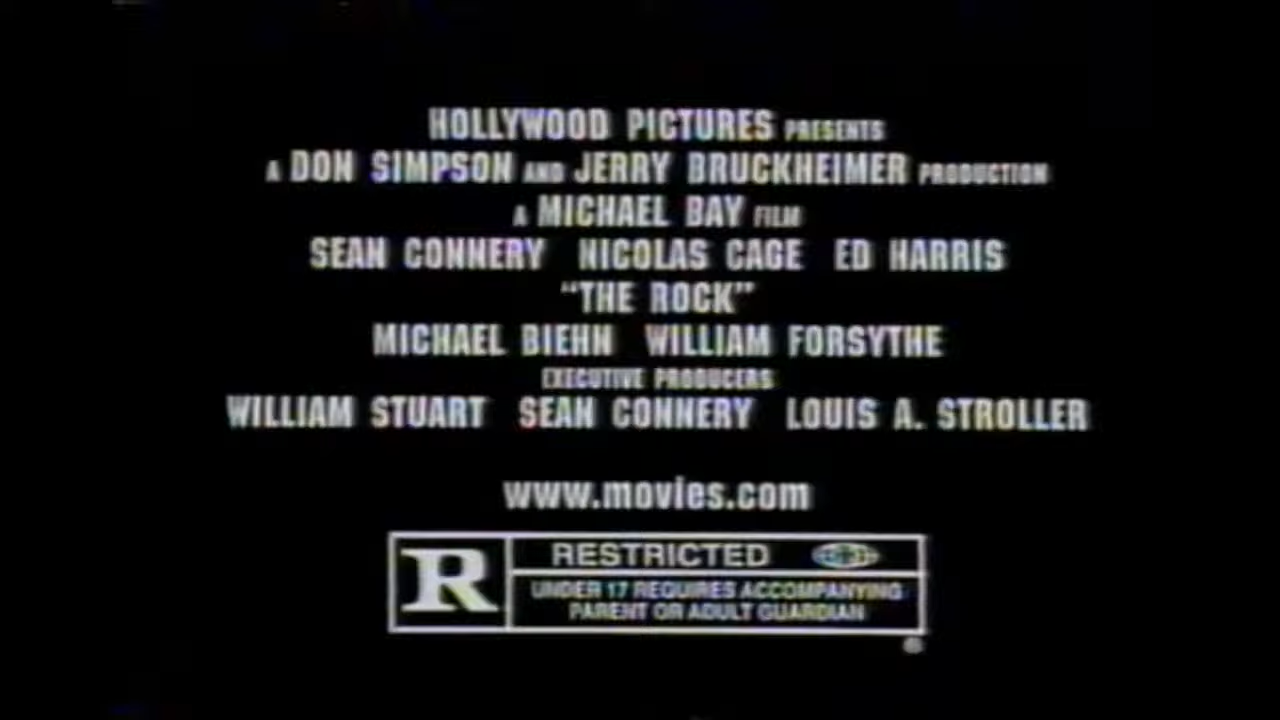 HOLLYWOOD PICTURES PRESENTS
A DON SIMPSON AND JERRY BRUCKHEIMER PRODUCTION
A MICHAEL BAY FILM
SEAN CONNERY NICOLAS CAGE ED HARRIS
"THE ROCK"
MICHAEL BIEHN WILLIAM FORSYTHE
EXECUTIVE PRODUCERS
WILLIAM STUART SEAN CONNERY LOUIS A. STROLLER
www.movies.com
R RESTRICTED
UNDER 17 REQUIRES ACCOMPANYING
PARENT OR ADULT GUARDIAN